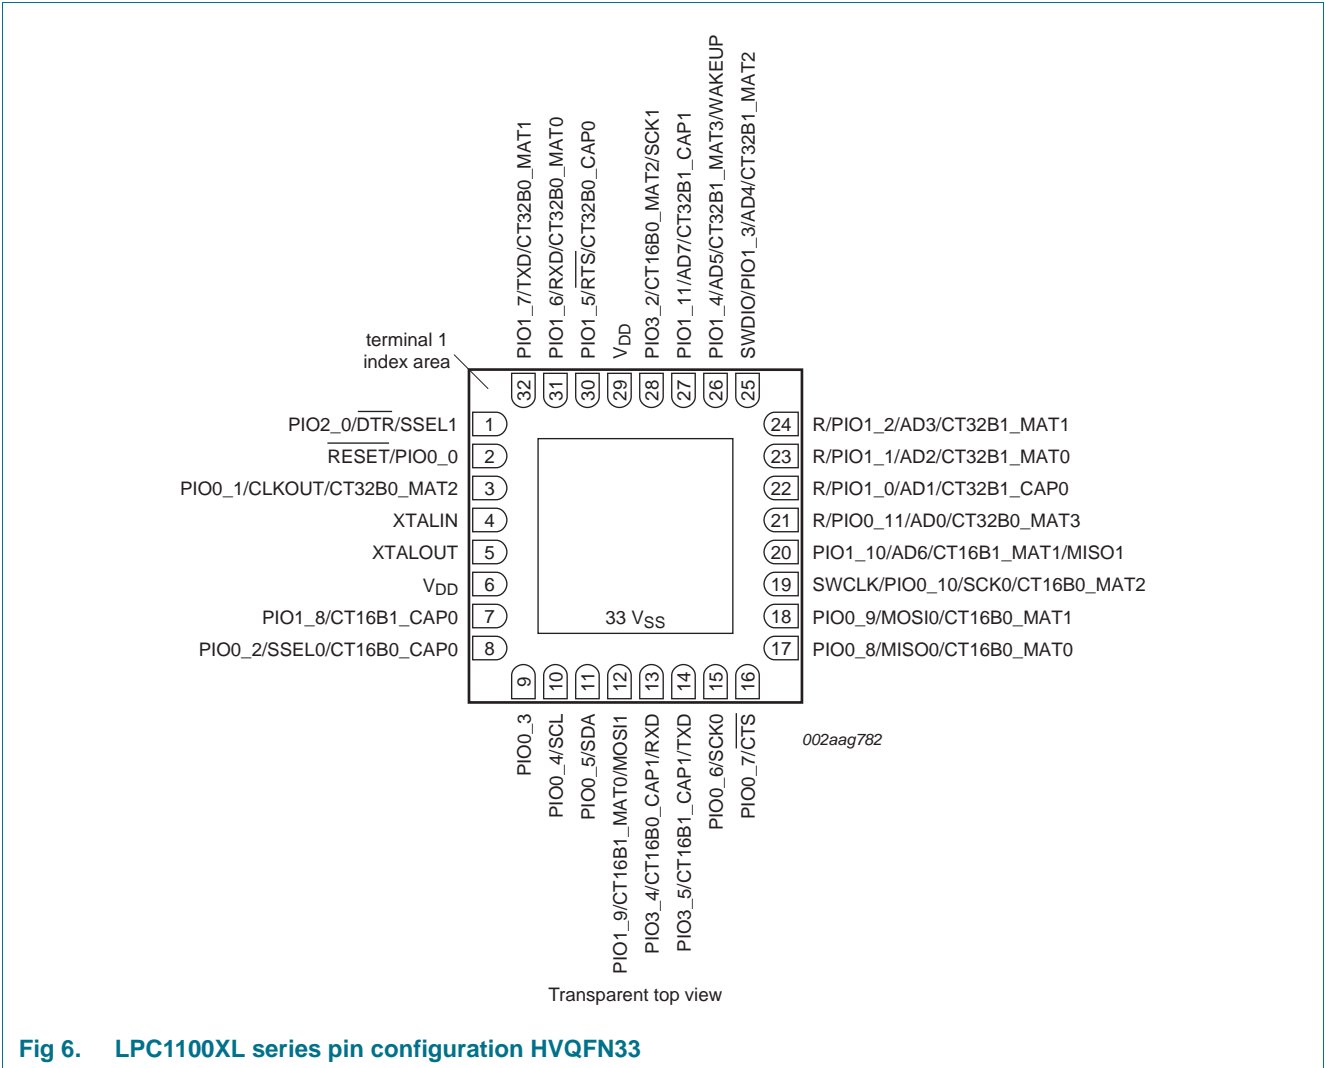 PIO1_7/TXD/CT32B0_MAT1
PIO1_6/RXD/CT32B0_MAT0
PIO1_5/RTS/CT32B0_CAP0
VDD
PIO3_2/CT16B0_MAT2/SCK1
PIO1_11/AD7/CT32B1_CAP1
PIO1_4/AD5/CT32B1_MAT3/WAKEUP
SWDIO/PIO1_3/AD4/CT32B1_MAT2
terminal 1
index area
32
31
30
29
28
27
26
25
PIO2_0/DTR/SSEL1 1
RESET/PIO0_0 2
PIO0_1/CLKOUT/CT32B0_MAT2 3
XTALIN 4
XTALOUT 5
VDD 6
PIO1_8/CT16B1_CAP0 7
PIO0_2/SSEL0/CT16B0_CAP0 8
24 R/PIO1_2/AD3/CT32B1_MAT1
23 R/PIO1_1/AD2/CT32B1_MAT0
22 R/PIO1_0/AD1/CT32B1_CAP0
21 R/PIO0_11/AD0/CT32B0_MAT3
20 PIO1_10/AD6/CT16B1_MAT1/MISO1
19 SWCLK/PIO0_10/SCK0/CT16B0_MAT2
18 PIO0_9/MOSI0/CT16B0_MAT1
17 PIO0_8/MISO0/CT16B0_MAT0
33 VSS
9
10
11
12
13
14
15
16
PIO0_3
PIO0_4/SCL
PIO0_5/SDA
PIO1_9/CT16B1_MAT0/MOSI1
PIO3_4/CT16B0_CAP1/RXD
PIO3_5/CT16B1_CAP1/TXD
PIO0_6/SCK0
PIO0_7/CTS
002aag782
Transparent top view
Fig 6. LPC1100XL series pin configuration HVQFN33